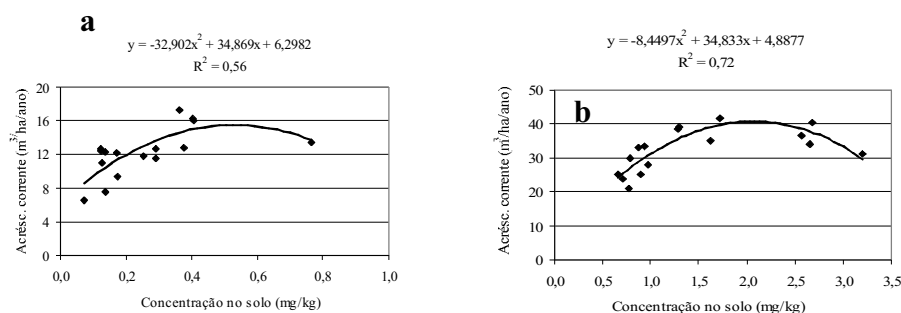 a
y = -32,902x² + 34,869x + 6,2982
R² = 0,56
Acrésc. corrente (m³/ha/ano)
20
16
12
8
4
0
0,0 0,2 0,4 0,6 0,8 1,0
Concentração no solo (mg/kg)
y = -8,4497x² + 34,833x + 4,8877
R² = 0,72
b
Acrésc. corrente (m³/ha/ano)
50
40
30
20
10
0
0,0 0,5 1,0 1,5 2,0 2,5 3,0 3,5
Concentração no solo (mg/kg)